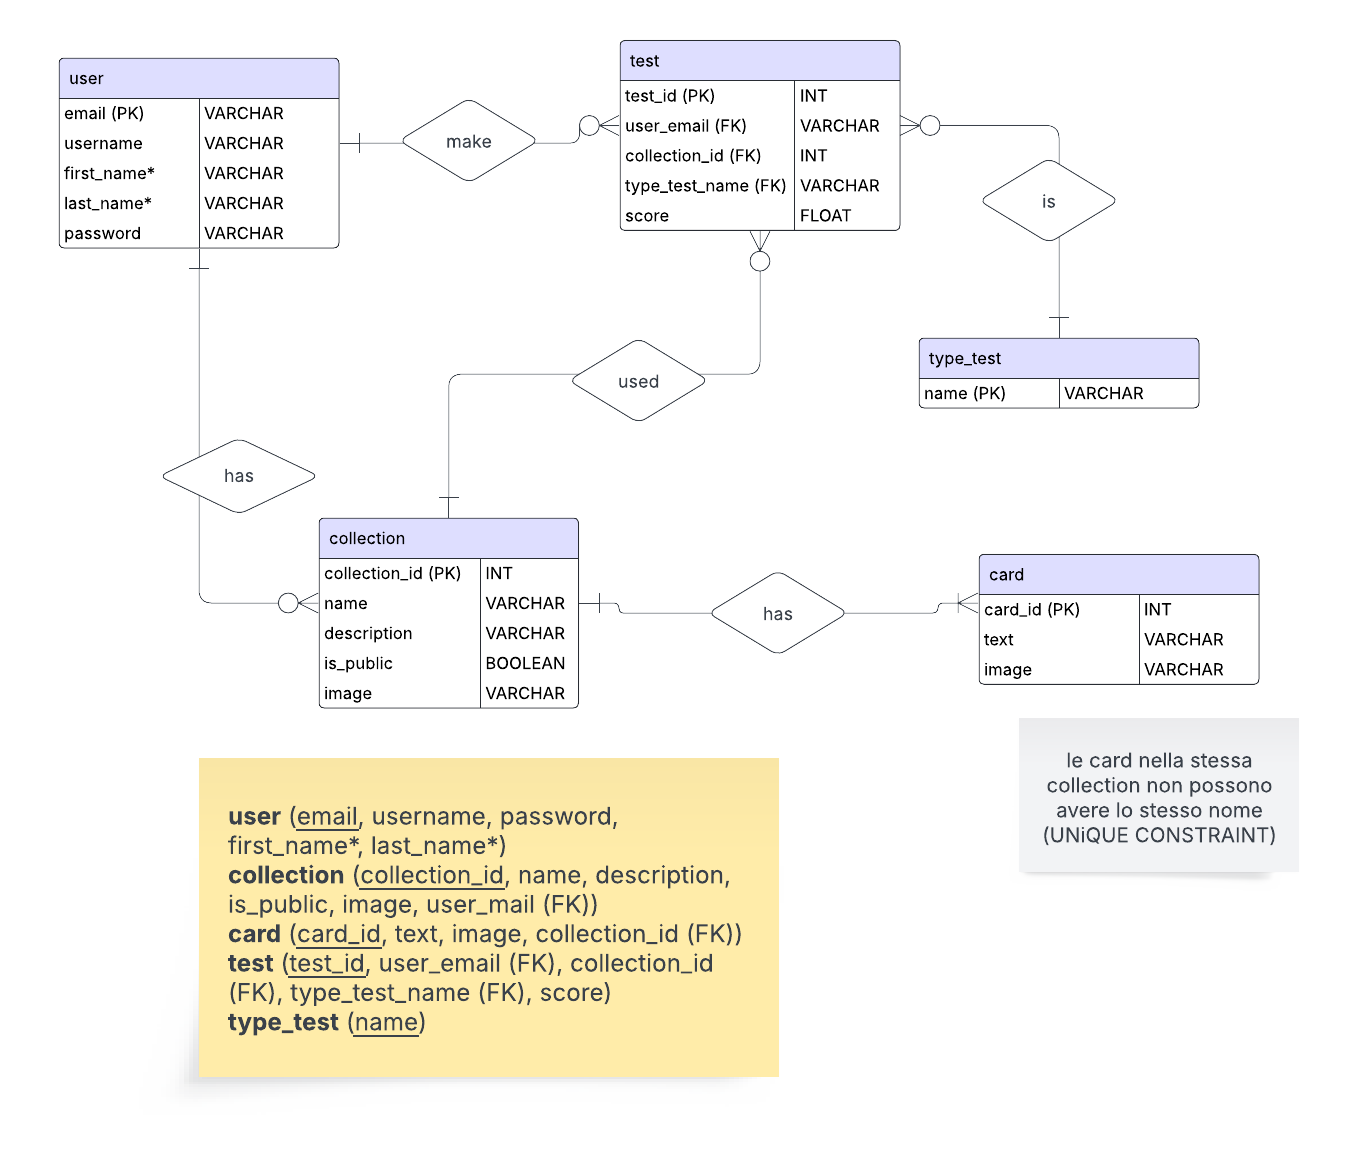 user
email (PK) VARCHAR
username VARCHAR
first_name* VARCHAR
last_name* VARCHAR
password VARCHAR
make
test
test_id (PK) INT
user_email (FK) VARCHAR
collection_id (FK) INT
type_test_name (FK) VARCHAR
score FLOAT
is
type_test
name (PK) VARCHAR
used
has
collection
collection_id (PK) INT
name VARCHAR
description VARCHAR
is_public BOOLEAN
image VARCHAR
has
card
card_id (PK) INT
text VARCHAR
image VARCHAR
le card nella stessa
collection non possono
avere lo stesso nome
(UNiQUE CONSTRAINT)
user (email, username, password,
first_name*, last_name*)
collection (collection_id, name, description,
is_public, image, user_mail (FK))
card (card_id, text, image, collection_id (FK))
test (test_id, user_email (FK), collection_id
(FK), type_test_name (FK), score)
type_test (name)